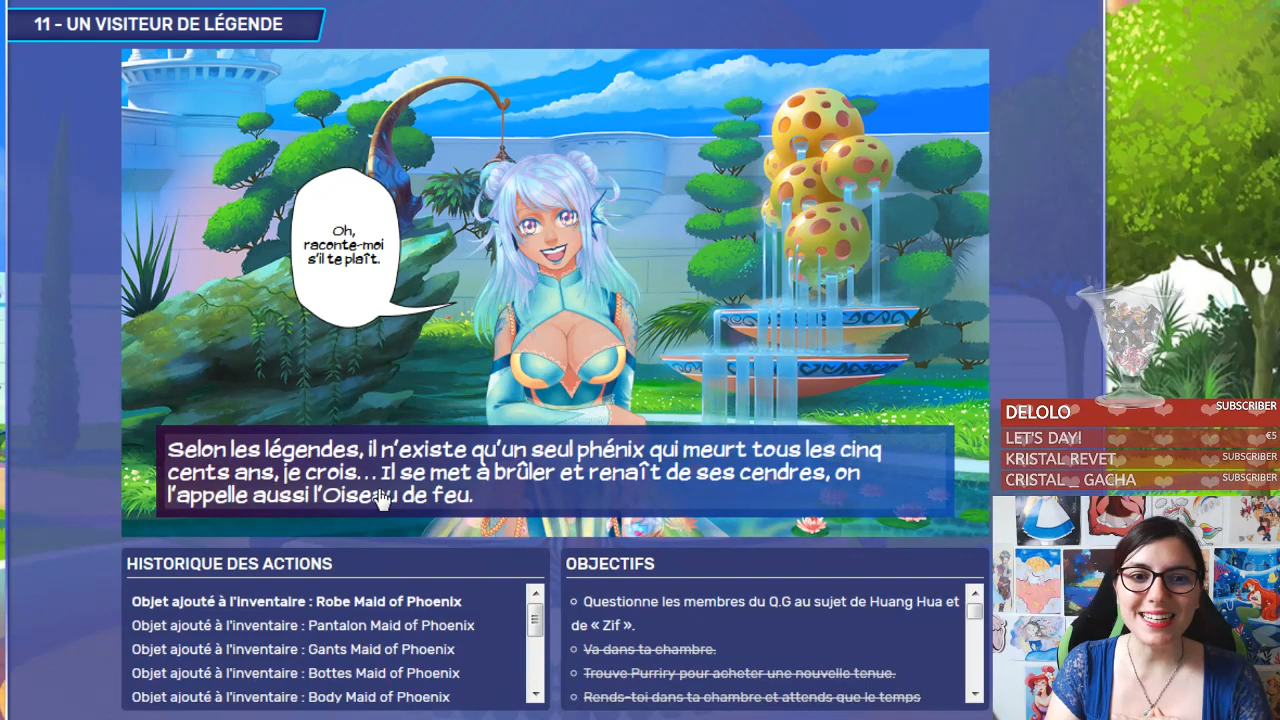 11 - UN VISITEUR DE LÉGENDE
Oh,
raconte-moi
s'il te plaît.
Selon les légendes, il n'existe qu'un seul phénix qui meurt tous les cinq
cents ans, je crois... Il se met à brûler et renaît de ses cendres, on
l'appelle aussi l'Oiseau de feu.
DELOLO SUBSCRIBER
LET'S DAY! €5
KRISTAL REVET SUBSCRIBER
CRISTAL _ GACHA SUBSCRIBER
HISTORIQUE DES ACTIONS
Objet ajouté à l'inventaire : Robe Maid of Phoenix
Objet ajouté à l'inventaire : Pantalon Maid of Phoenix
Objet ajouté à l'inventaire : Gants Maid of Phoenix
Objet ajouté à l'inventaire : Bottes Maid of Phoenix
Objet ajouté à l'inventaire : Body Maid of Phoenix
OBJECTIFS
Questionne les membres du Q.G au sujet de Huang Hua et
de « Zif ».
Va dans ta chambre.
Trouve Purriry pour acheter une nouvelle tenue.
Rends-toi dans ta chambre et attends que le temps